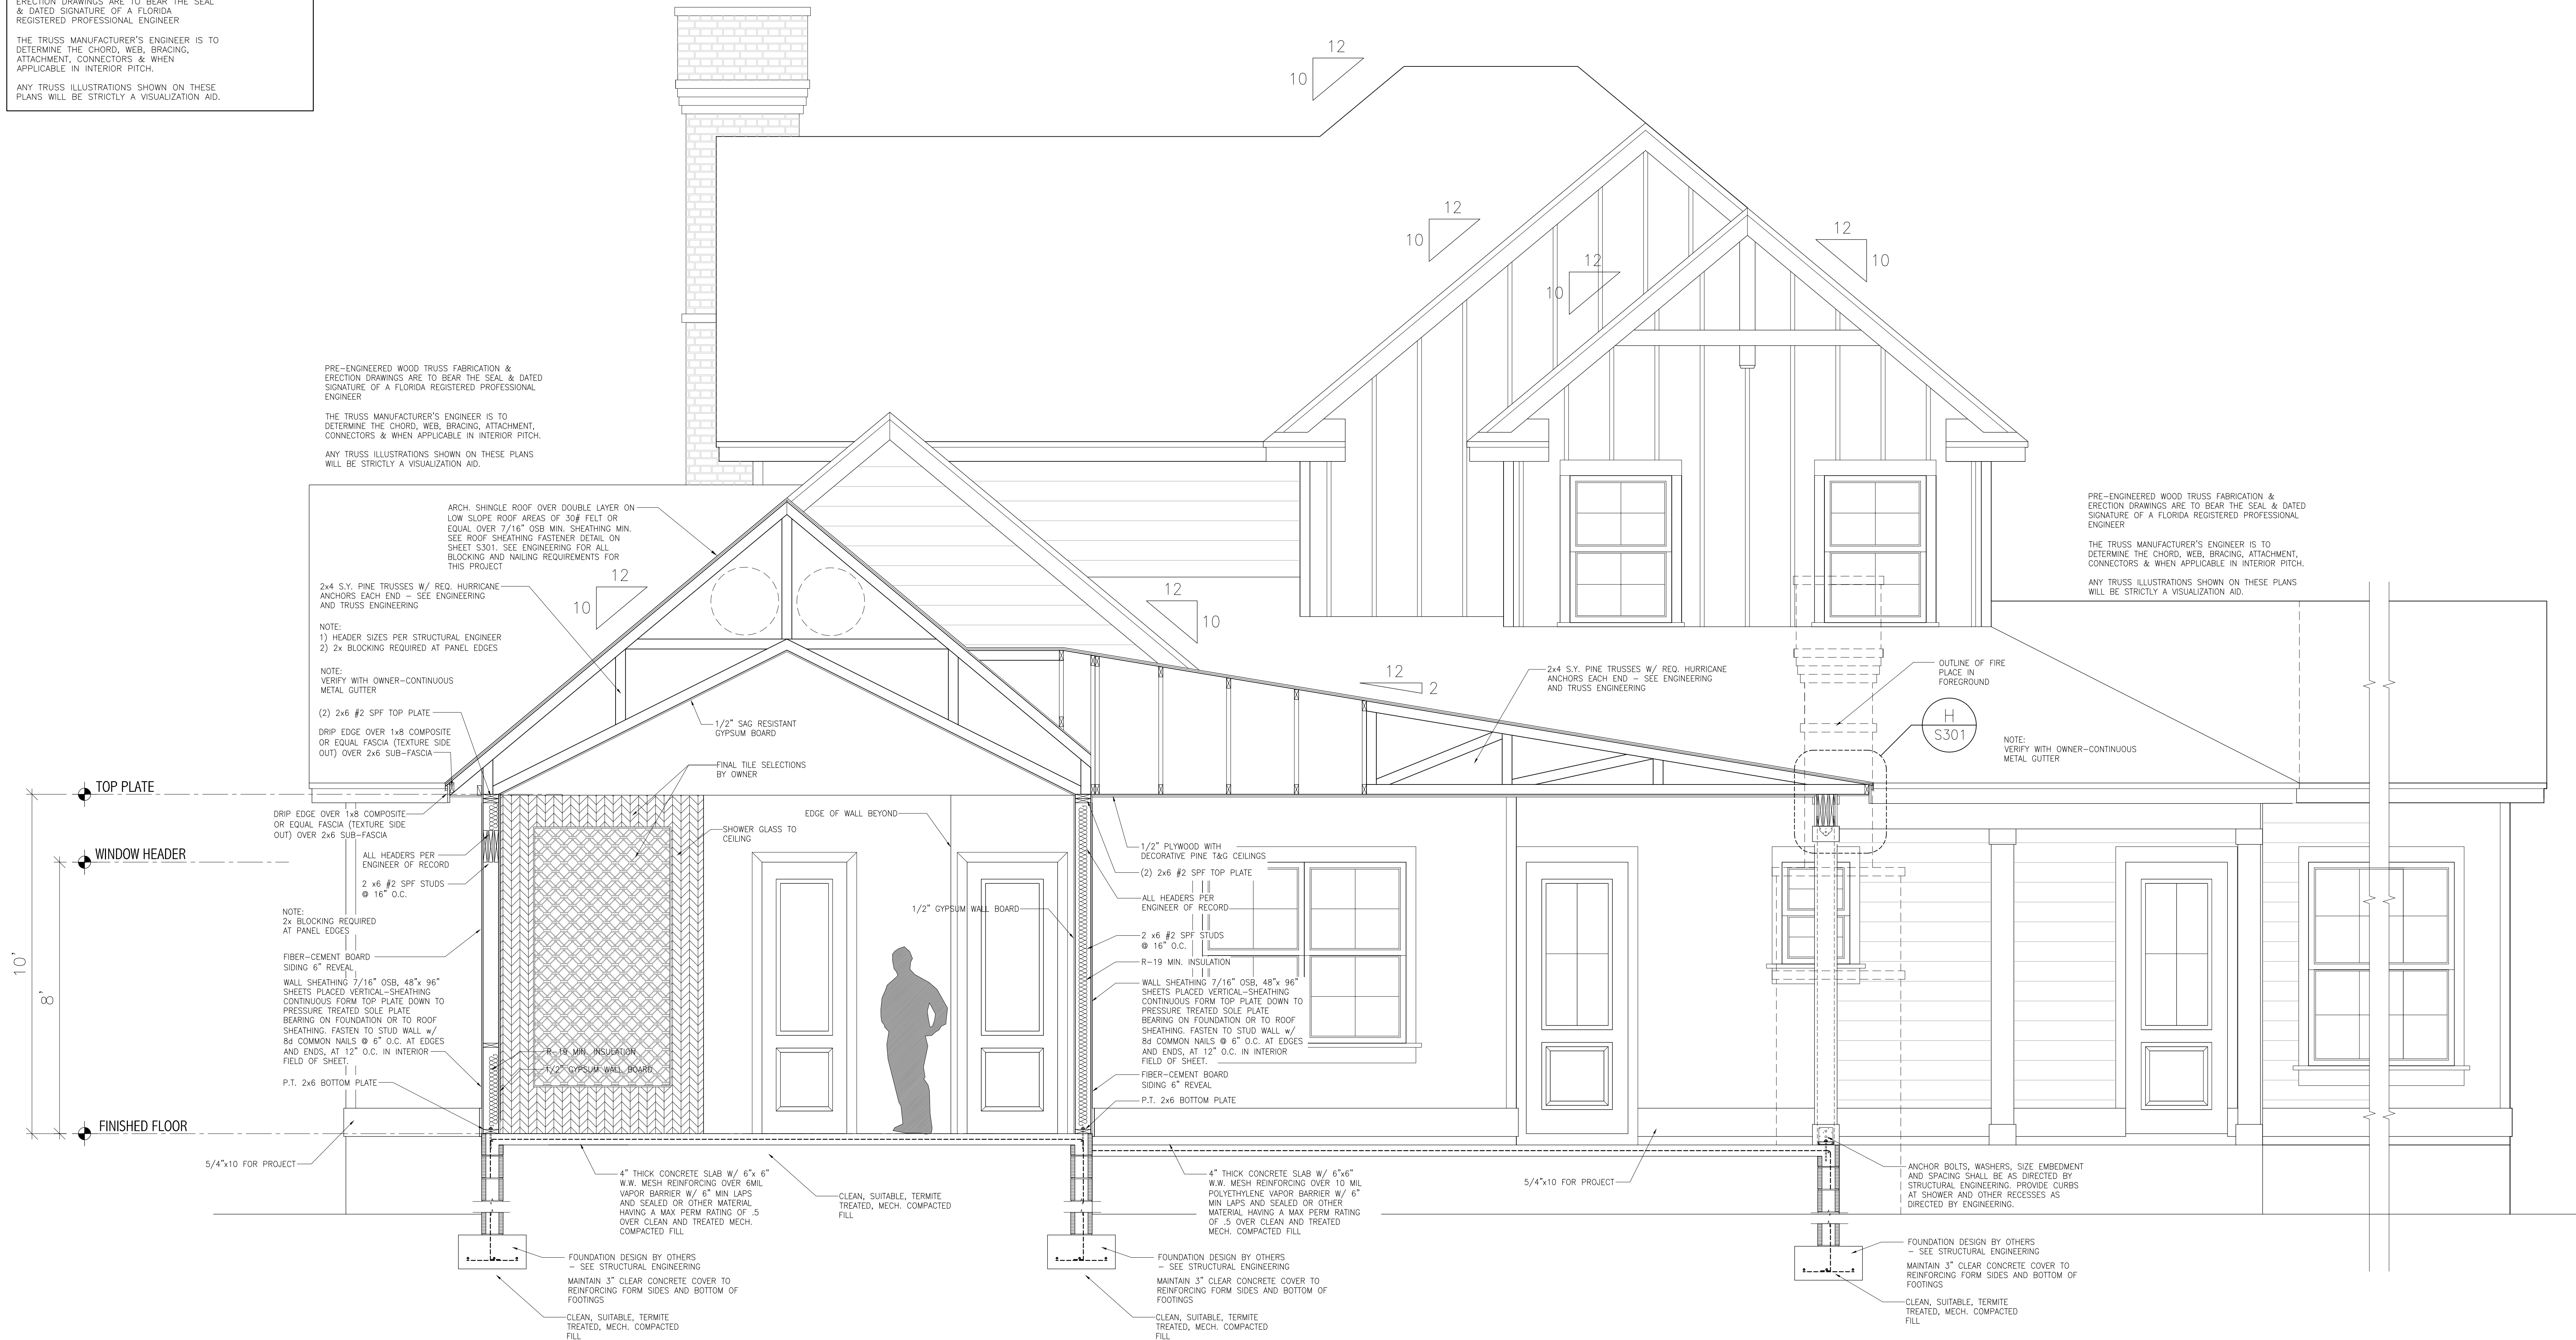 ERECTION DRAWINGS ARE TO BEAR THE SEAL
& DATED SIGNATURE OF A FLORIDA
REGISTERED PROFESSIONAL ENGINEER
THE TRUSS MANUFACTURER'S ENGINEER IS TO
DETERMINE THE CHORD, WEB, BRACING,
ATTACHMENT, CONNECTORS & WHEN
APPLICABLE IN INTERIOR PITCH.
ANY TRUSS ILLUSTRATIONS SHOWN ON THESE
PLANS WILL BE STRICTLY A VISUALIZATION AID.
12
10
12
10
12
10
12
10
PRE-ENGINEERED WOOD TRUSS FABRICATION &
ERECTION DRAWINGS ARE TO BEAR THE SEAL & DATED
SIGNATURE OF A FLORIDA REGISTERED PROFESSIONAL
ENGINEER
THE TRUSS MANUFACTURER'S ENGINEER IS TO
DETERMINE THE CHORD, WEB, BRACING, ATTACHMENT,
CONNECTORS & WHEN APPLICABLE IN INTERIOR PITCH.
ANY TRUSS ILLUSTRATIONS SHOWN ON THESE PLANS
WILL BE STRICTLY A VISUALIZATION AID.
ARCH. SHINGLE ROOF OVER DOUBLE LAYER ON
LOW SLOPE ROOF AREAS OF 30# FELT OR
EQUAL OVER 7/16" OSB MIN. SHEATHING MIN.
SEE ROOF SHEATHING FASTENER DETAIL ON
SHEET S301. SEE ENGINEERING FOR ALL
BLOCKING AND NAILING REQUIREMENTS FOR
THIS PROJECT
2x4 S.Y. PINE TRUSSES W/ REQ. HURRICANE
ANCHORS EACH END - SEE ENGINEERING
AND TRUSS ENGINEERING
12
10
NOTE:
1) HEADER SIZES PER STRUCTURAL ENGINEER
2) 2x BLOCKING REQUIRED AT PANEL EDGES
NOTE:
VERIFY WITH OWNER-CONTINUOUS
METAL GUTTER
(2) 2x6 #2 SPF TOP PLATE
DRIP EDGE OVER 1x8 COMPOSITE
OR EQUAL FASCIA (TEXTURE SIDE
OUT) OVER 2x6 SUB-FASCIA
1/2" SAG RESISTANT
GYPSUM BOARD
FINAL TILE SELECTIONS
BY OWNER
12
10
12
2
2x4 S.Y. PINE TRUSSES W/ REQ. HURRICANE
ANCHORS EACH END - SEE ENGINEERING
AND TRUSS ENGINEERING
PRE-ENGINEERED WOOD TRUSS FABRICATION &
ERECTION DRAWINGS ARE TO BEAR THE SEAL & DATED
SIGNATURE OF A FLORIDA REGISTERED PROFESSIONAL
ENGINEER
THE TRUSS MANUFACTURER'S ENGINEER IS TO
DETERMINE THE CHORD, WEB, BRACING, ATTACHMENT,
CONNECTORS & WHEN APPLICABLE IN INTERIOR PITCH.
ANY TRUSS ILLUSTRATIONS SHOWN ON THESE PLANS
WILL BE STRICTLY A VISUALIZATION AID.
OUTLINE OF FIRE
PLACE IN
FOREGROUND
H
S301
NOTE:
VERIFY WITH OWNER-CONTINUOUS
METAL GUTTER
TOP PLATE
WINDOW HEADER
FINISHED FLOOR
10'
8'
DRIP EDGE OVER 1x8 COMPOSITE
OR EQUAL FASCIA (TEXTURE SIDE
OUT) OVER 2x6 SUB-FASCIA
ALL HEADERS PER
ENGINEER OF RECORD
2 x6 #2 SPF STUDS
@ 16" O.C.
NOTE:
2x BLOCKING REQUIRED
AT PANEL EDGES
FIBER-CEMENT BOARD
SIDING 6" REVEAL
WALL SHEATHING 7/16" OSB, 48"x 96"
SHEETS PLACED VERTICAL-SHEATHING
CONTINUOUS FORM TOP PLATE DOWN TO
PRESSURE TREATED SOLE PLATE
BEARING ON FOUNDATION OR TO ROOF
SHEATHING. FASTEN TO STUD WALL w/
8d COMMON NAILS @ 6" O.C. AT EDGES
AND ENDS, AT 12" O.C. IN INTERIOR
FIELD OF SHEET.
P.T. 2x6 BOTTOM PLATE
5/4"x10 FOR PROJECT
R-19 MIN. INSULATION
1/2" GYPSUM WALL BOARD
SHOWER GLASS TO
CEILING
EDGE OF WALL BEYOND
1/2" GYPSUM WALL BOARD
1/2" PLYWOOD WITH
DECORATIVE PINE T&G CEILINGS
(2) 2x6 #2 SPF TOP PLATE
ALL HEADERS PER
ENGINEER OF RECORD
2 x6 #2 SPF STUDS
@ 16" O.C.
R-19 MIN. INSULATION
WALL SHEATHING 7/16" OSB, 48"x 96"
SHEETS PLACED VERTICAL-SHEATHING
CONTINUOUS FORM TOP PLATE DOWN TO
PRESSURE TREATED SOLE PLATE
BEARING ON FOUNDATION OR TO ROOF
SHEATHING. FASTEN TO STUD WALL w/
8d COMMON NAILS @ 6" O.C. AT EDGES
AND ENDS, AT 12" O.C. IN INTERIOR
FIELD OF SHEET.
FIBER-CEMENT BOARD
SIDING 6" REVEAL
P.T. 2x6 BOTTOM PLATE
4" THICK CONCRETE SLAB W/ 6"x 6"
W.W. MESH REINFORCING OVER 6MIL
VAPOR BARRIER W/ 6" MIN LAPS
AND SEALED OR OTHER MATERIAL
HAVING A MAX PERM RATING OF .5
OVER CLEAN AND TREATED MECH.
COMPACTED FILL
CLEAN, SUITABLE, TERMITE
TREATED, MECH. COMPACTED
FILL
4" THICK CONCRETE SLAB W/ 6"x6"
W.W. MESH REINFORCING OVER 10 MIL
POLYETHYLENE VAPOR BARRIER W/ 6"
MIN LAPS AND SEALED OR OTHER
MATERIAL HAVING A MAX PERM RATING
OF .5 OVER CLEAN AND TREATED
MECH. COMPACTED FILL
5/4"x10 FOR PROJECT
ANCHOR BOLTS, WASHERS, SIZE EMBEDMENT
AND SPACING SHALL BE AS DIRECTED BY
STRUCTURAL ENGINEERING. PROVIDE CURBS
AT SHOWER AND OTHER RECESSES AS
DIRECTED BY ENGINEERING.
FOUNDATION DESIGN BY OTHERS
- SEE STRUCTURAL ENGINEERING
MAINTAIN 3" CLEAR CONCRETE COVER TO
REINFORCING FORM SIDES AND BOTTOM OF
FOOTINGS
CLEAN, SUITABLE, TERMITE
TREATED, MECH. COMPACTED
FILL
FOUNDATION DESIGN BY OTHERS
- SEE STRUCTURAL ENGINEERING
MAINTAIN 3" CLEAR CONCRETE COVER TO
REINFORCING FORM SIDES AND BOTTOM OF
FOOTINGS
CLEAN, SUITABLE, TERMITE
TREATED, MECH. COMPACTED
FILL
FOUNDATION DESIGN BY OTHERS
- SEE STRUCTURAL ENGINEERING
MAINTAIN 3" CLEAR CONCRETE COVER TO
REINFORCING FORM SIDES AND BOTTOM OF
FOOTINGS
CLEAN, SUITABLE, TERMITE
TREATED, MECH. COMPACTED
FILL